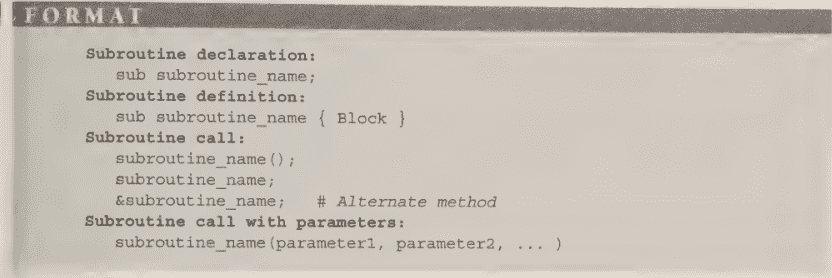 FORMAT
Subroutine declaration:
sub subroutine_name;
Subroutine definition:
sub subroutine_name { Block }
Subroutine call:
subroutine_name();
subroutine_name;
&subroutine_name; # Alternate method
Subroutine call with parameters:
subroutine_name(parameter1, parameter2, ... )